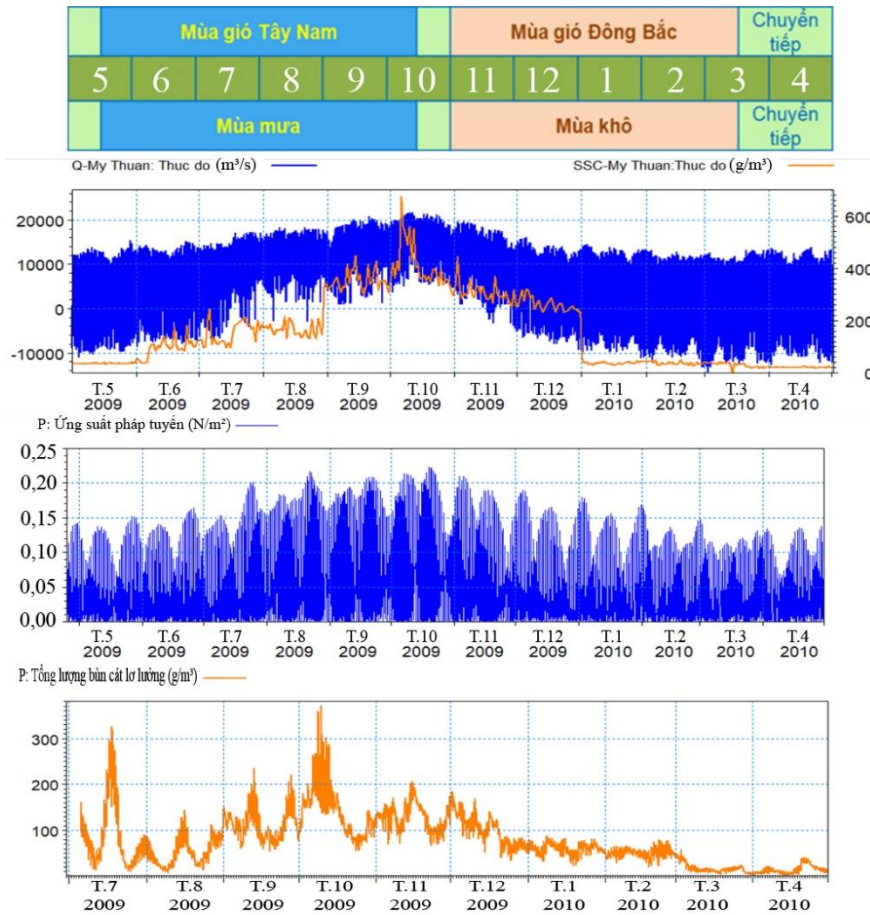 Mùa gió Tây Nam Mùa gió Đông Bắc Chuyển
tiếp
5 6 7 8 9 10 11 12 1 2 3 4
Mùa mưa Mùa khô Chuyển
tiếp
Q-My Thuan: Thuc do (m³/s) SSC-My Thuan:Thuc do (g/m³)
20000 600
10000 400
0 200
-10000 0
T.5 T.6 T.7 T.8 T.9 T.10 T.11 T.12 T.1 T.2 T.3 T.4
2009 2009 2009 2009 2009 2009 2009 2009 2010 2010 2010 2010
P: Ứng suất pháp tuyến (N/m²)
0,25
0,20
0,15
0,10
0,05
0,00
T.5 T.6 T.7 T.8 T.9 T.10 T.11 T.12 T.1 T.2 T.3 T.4
2009 2009 2009 2009 2009 2009 2009 2009 2010 2010 2010 2010
P: Tổng lượng bùn cát lơ lưởng (g/m³)
300
200
100
T.7 T.8 T.9 T.10 T.11 T.12 T.1 T.2 T.3 T.4
2009 2009 2009 2009 2009 2009 2010 2010 2010 2010